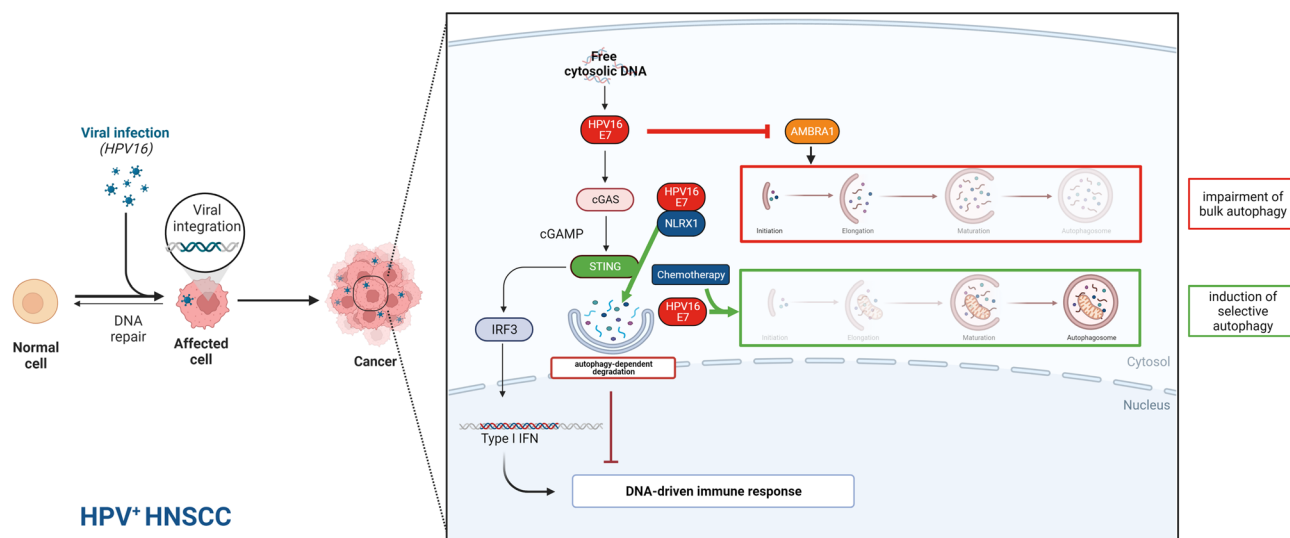 Viral infection
(HPV16)
Viral
integration
DNA
repair
Normal
cell
Affected
cell
Cancer
HPV+ HNSCC
Free
cytosolic DNA
HPV16
E7
AMBRA1
cGAS
HPV16
E7
NLRX1
cGAMP
STING
Chemotherapy
HPV16
E7
IRF3
autophagy-dependent
degradation
Initiation
Elongation
Maturation
Autophagosome
Initiation
Elongation
Maturation
Autophagosome
impairment of
bulk autophagy
induction of
selective
autophagy
Cytosol
Nucleus
Type I IFN
DNA-driven immune response